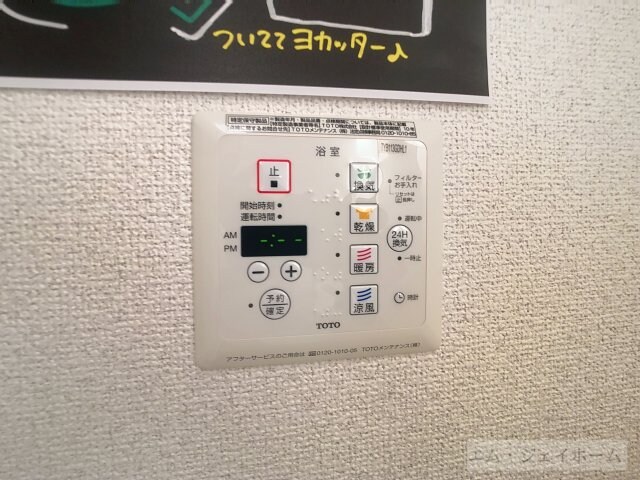 ついててヨカッター♪
浴室
止
換気
フィルター
お手入れ
開始時刻
運転時間
乾燥
運転中
AM
PM
-:--
24H
換気
暖房
一時止
予約
確定
涼風
時計
TOTO
アフターサービスのご用命は 0120-1010-05 TOTOメンテナンス(株)
ニム・ジェイホーム